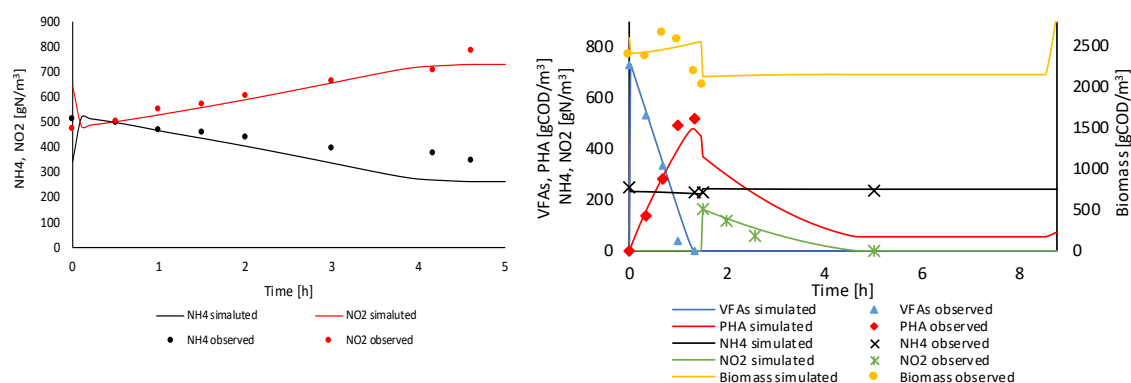 NH4, NO2 [gN/m³]
900
800
700
600
500
400
300
200
100
0
0 1 2 3 4 5
Time [h]
NH4 simaluted NO2 simaluted
NH4 observed NO2 observed
VFAs, PHA [gCOD/m³]
NH4, NO2 [gN/m³]
800
600
400
200
0
0 2 4 6 8
Time [h]
2500
2000
1500
1000
500
0
Biomass [gCOD/m³]
VFAs simulated VFAs observed
PHA simulated PHA observed
NH4 simulated NH4 observed
NO2 simulated NO2 observed
Biomass simulated Biomass observed